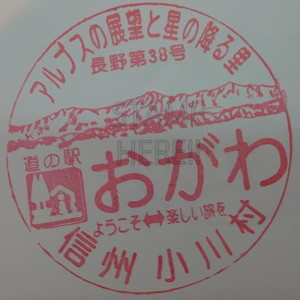 アルプスの展望と星の降る里
長野第38号
道の駅
おがわ
ようこそ⟷楽しい旅を
信州小川村